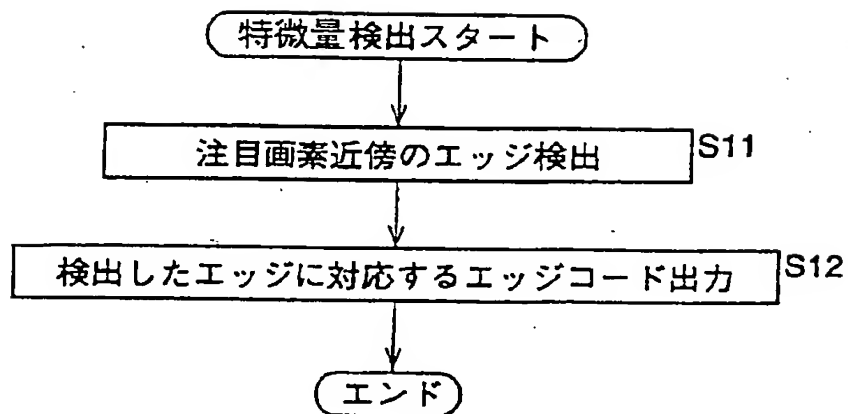 特徴量検出スタート
注目画素近傍のエッジ検出
S11
検出したエッジに対応するエッジコード出力
S12
エンド